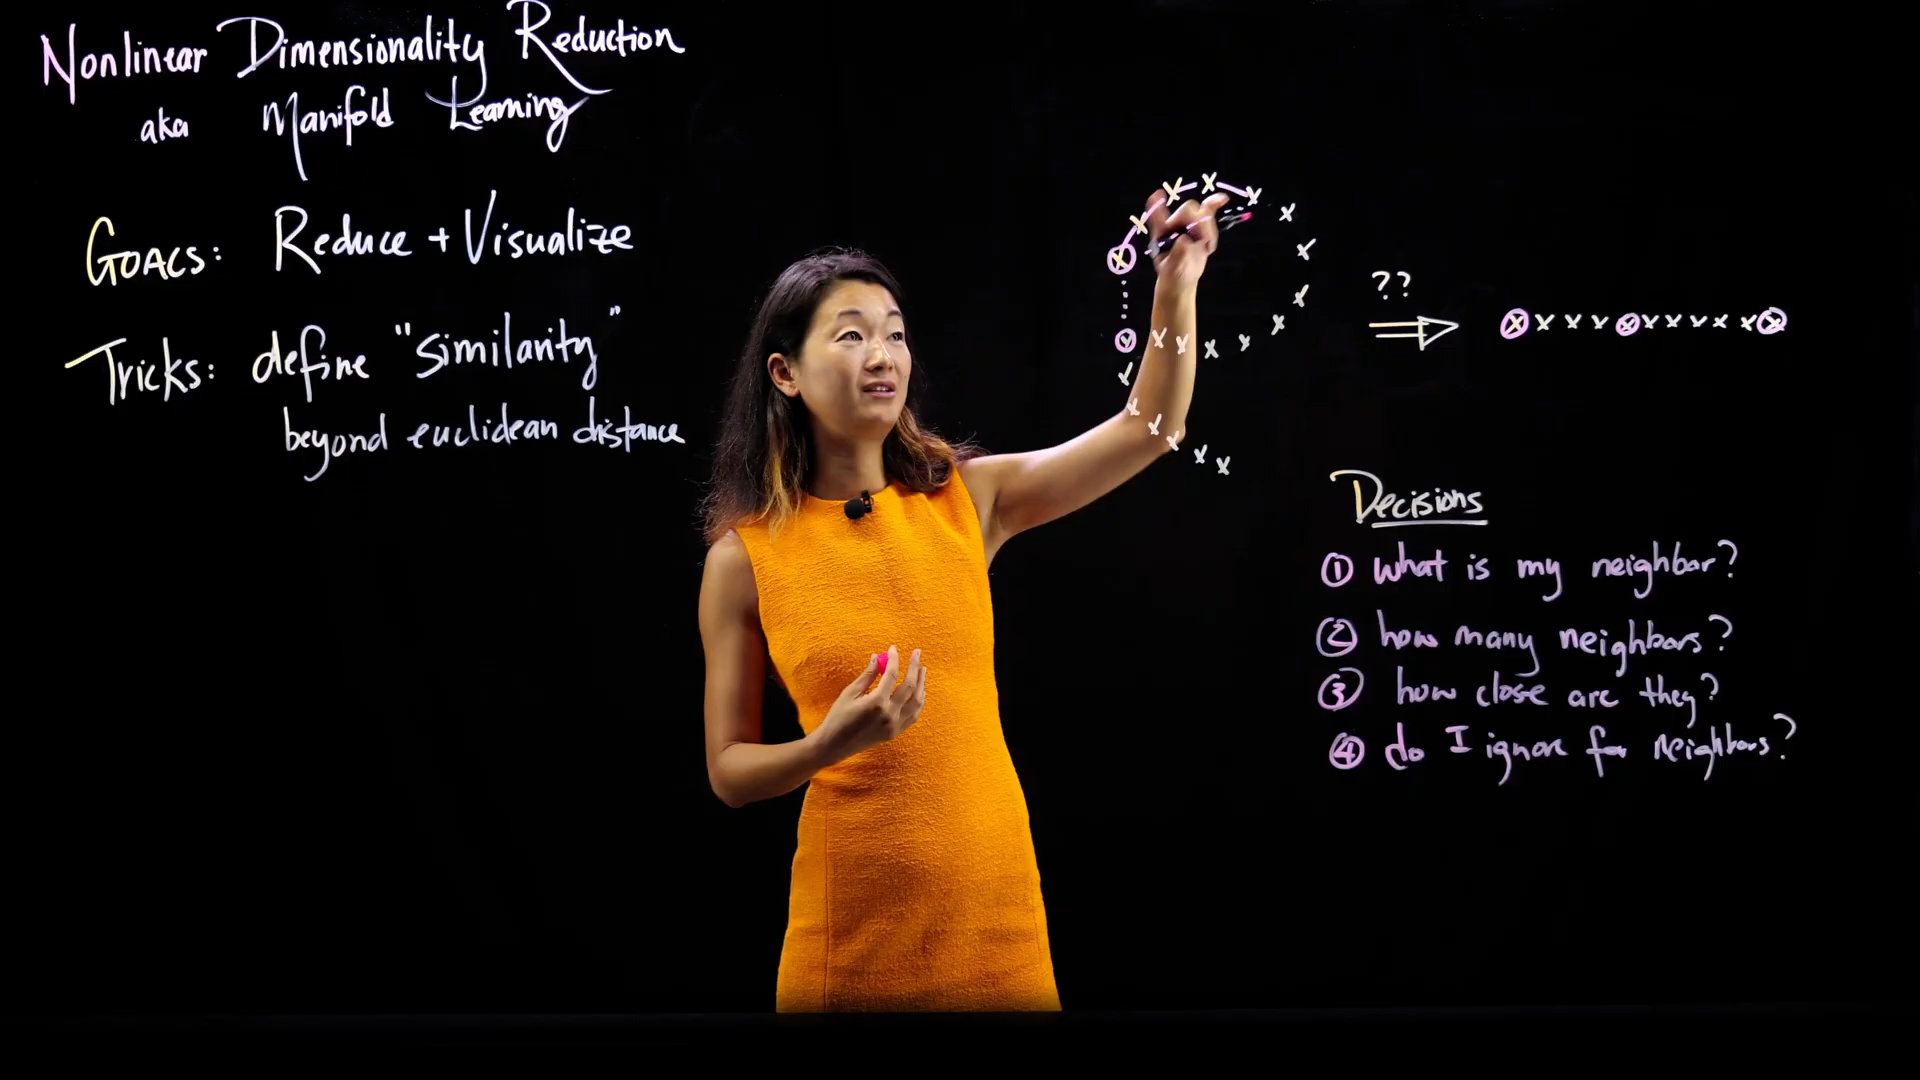 Nonlinear Dimensionality Reduction
aka Manifold Learning
GOALS: Reduce + Visualize
TRICKS: define "similarity"
beyond euclidean distance
??
Decisions
① what is my neighbor?
② how many neighbors?
③ how close are they?
④ do I ignore far neighbors?